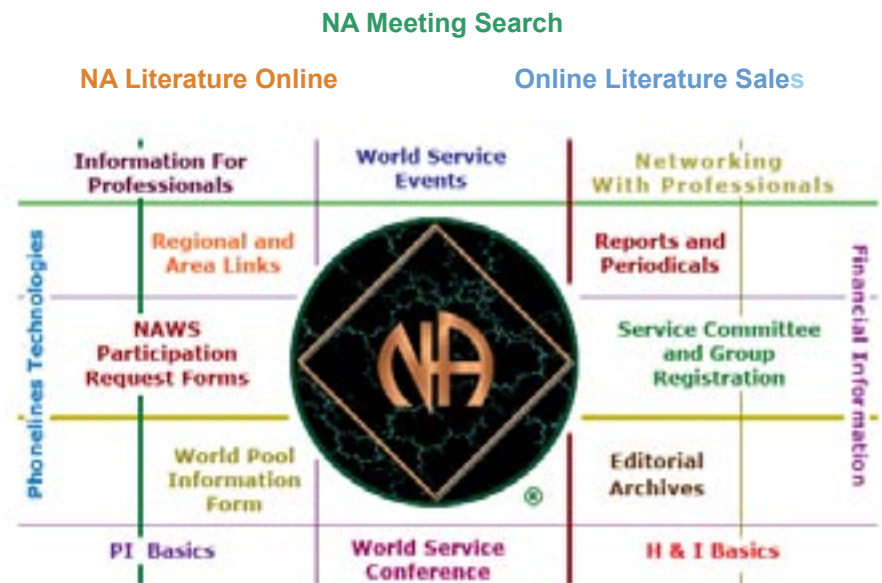 NA Meeting Search
NA Literature Online
Online Literature Sales
Information For
Professionals
World Service
Events
Networking
With Professionals
Phonelines Technologies
Regional and
Area Links
Reports and
Periodicals
Financial Information
NAWS
Participation
Request Forms
NA
Service Committee
and Group
Registration
World Pool
Information
Form
Editorial
Archives
®
PI Basics
World Service
Conference
H & I Basics